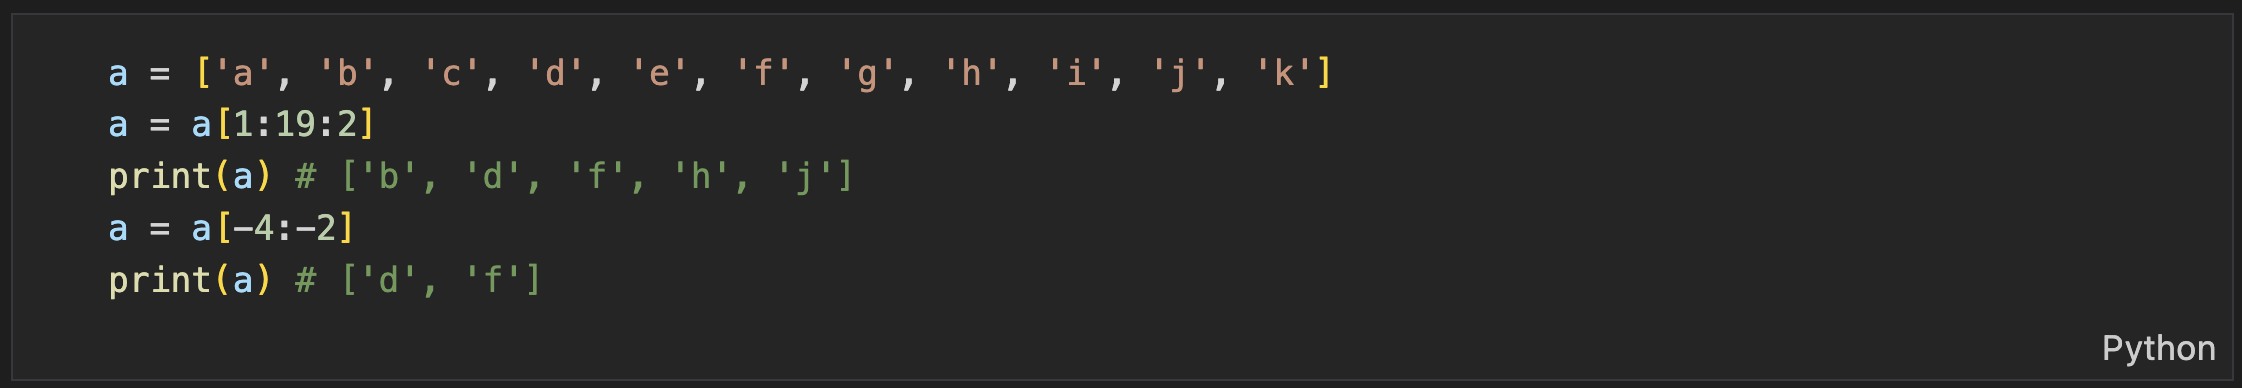 a = ['a', 'b', 'c', 'd', 'e', 'f', 'g', 'h', 'i', 'j', 'k']
a = a[1:19:2]
print(a) # ['b', 'd', 'f', 'h', 'j']
a = a[-4:-2]
print(a) # ['d', 'f']
Python